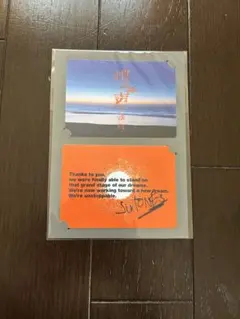 Thanks to you,
we were finally able to stand on
that grand stage of our dreams.
We're now working toward a new dream.
We're unstoppable.
SixTONES